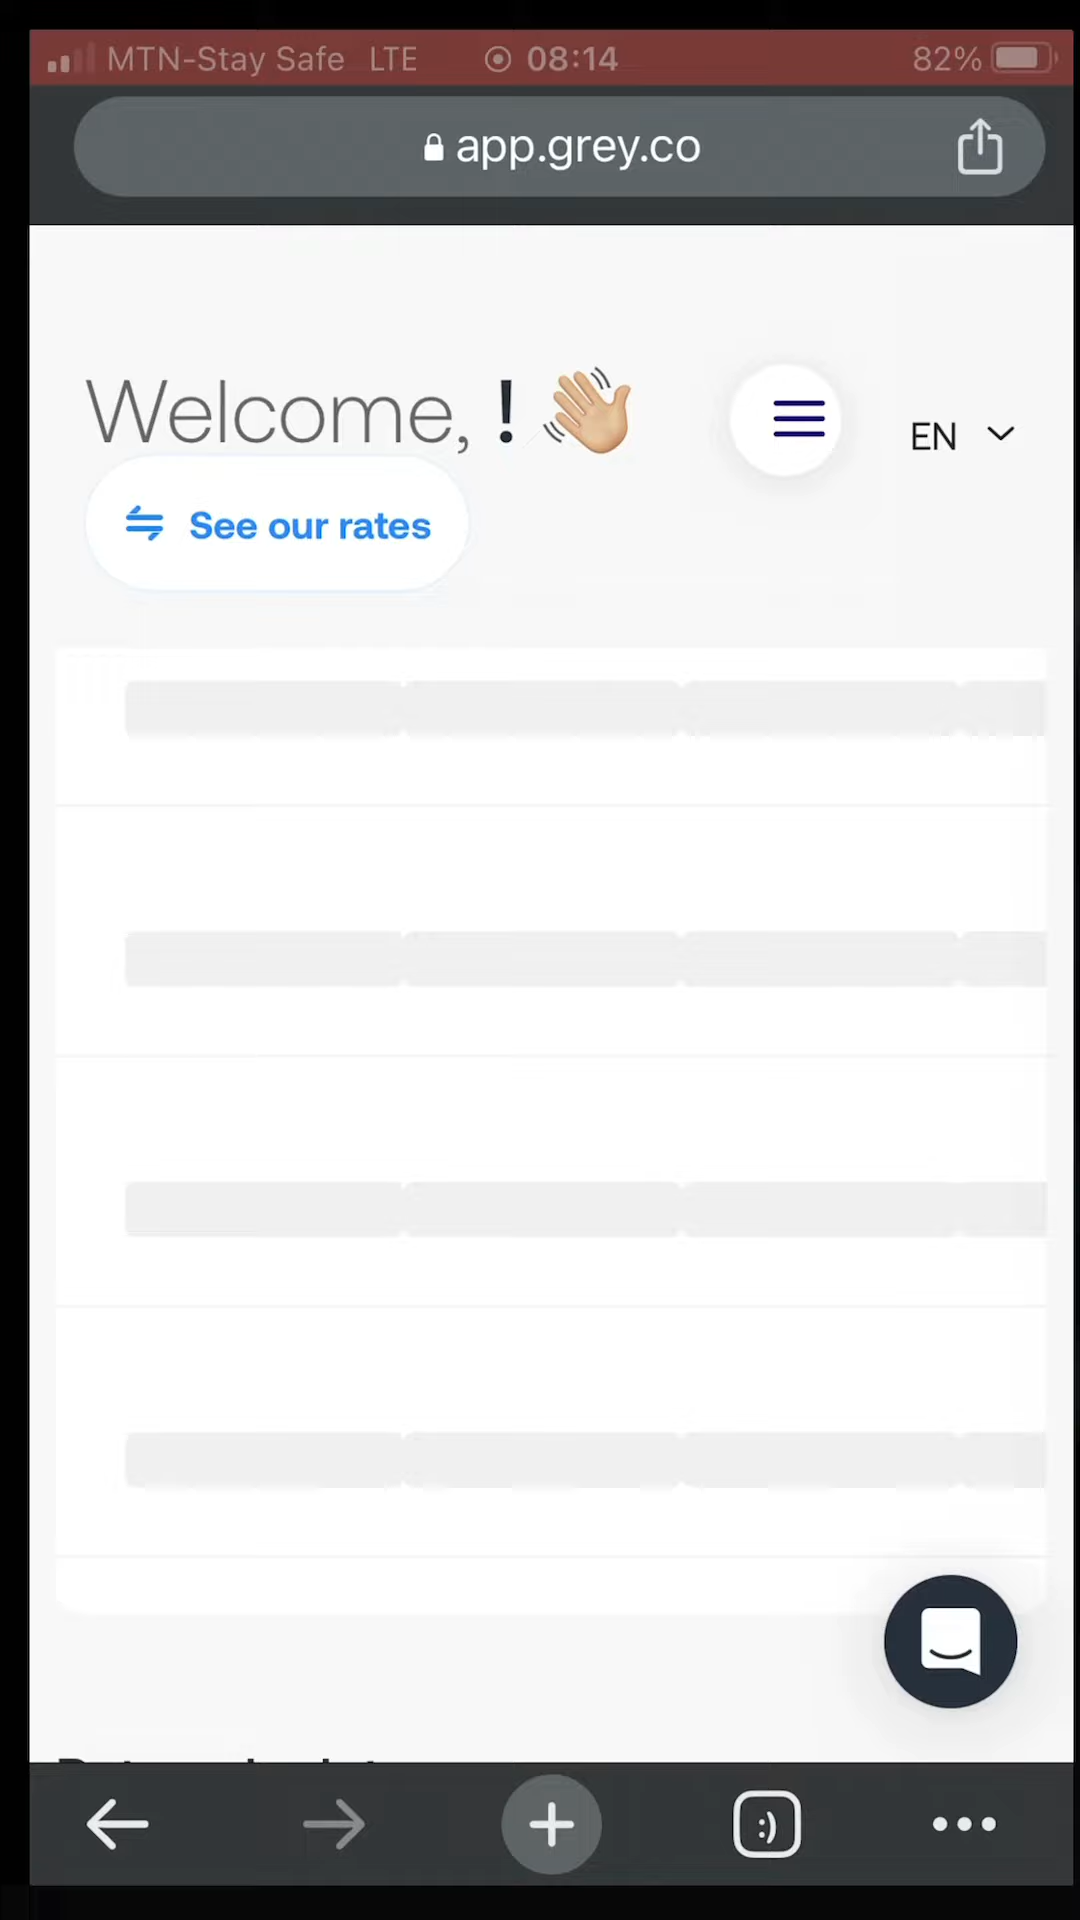 MTN-Stay Safe LTE 08:14 82%
app.grey.co
Welcome, ! 👋🏼
EN
See our rates
:)